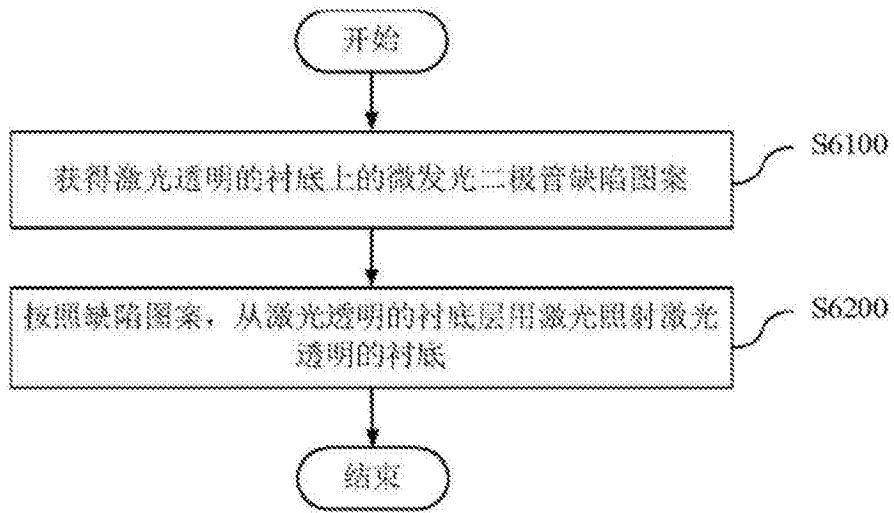 开始
获得激光透明的衬底上的微发光二极管缺陷图案
S6100
按照缺陷图案，从激光透明的衬底层用激光照射激光
透明的衬底
S6200
结束